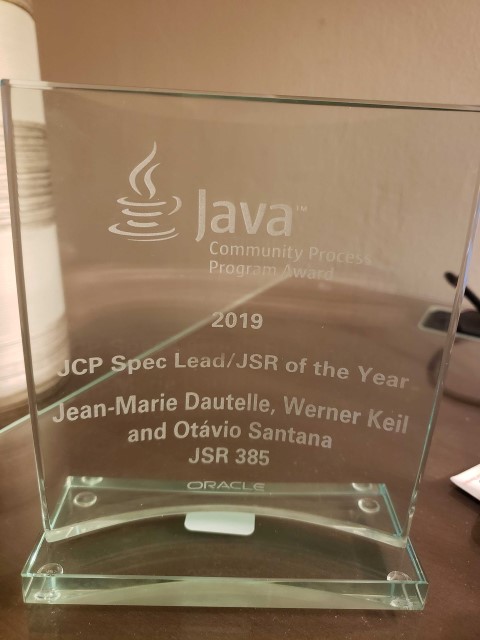 Java™
Community Process
Program Award
2019
JCP Spec Lead/JSR of the Year
Jean-Marie Dautelle, Werner Keil
and Otávio Santana
JSR 385
ORACLE